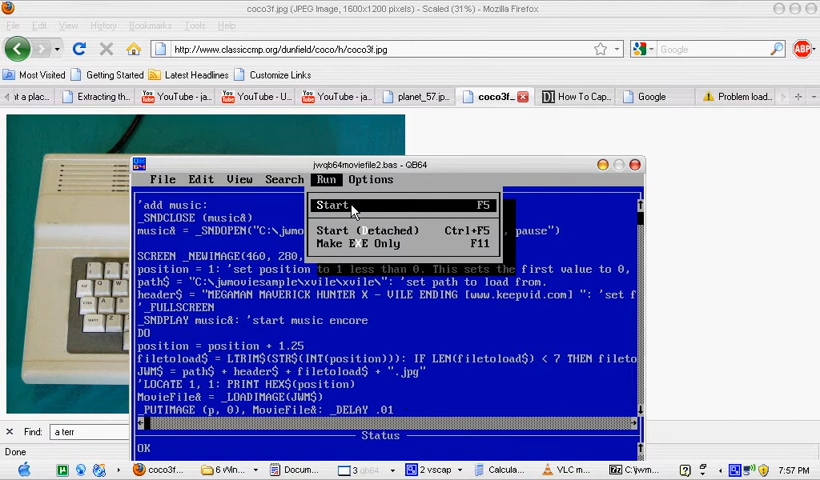 coco3f.jpg (JPEG Image, 1600x1200 pixels) - Scaled (31%) - Mozilla Firefox
File Edit View History Bookmarks Tools Help
http://www.classiccmp.org/dunfield/coco/h/coco3f.jpg
Google
ABP
Most Visited Getting Started Latest Headlines Customize Links
nt a plac... Extracting th... YouTube - ja... YouTube - U... YouTube - ja... planet_57.jp... coco3f... How To Cap... Google Problem load...
jwqb64moviefile2.bas - QB64
File Edit View Search Run Options
Start F5
Start (Detached) Ctrl+F5
Make EXE Only F11
'add music:
_SNDCLOSE (music&)
music& = _SNDOPEN("C:\jwmo , pause")
SCREEN _NEWIMAGE(460, 280,
position = 1: 'set position to 1 less than 0. This sets the first value to 0,
path$ = "C:\jwmoviesample\xvile\xvile\": 'set path to load from.
header$ = "MEGAMAN MAVERICK HUNTER X - VILE ENDING [www.keepvid.com] ": 'set f
'_FULLSCREEN
_SNDPLAY music&: 'start music encore
DO
position = position + 1.25
filetoload$ = LTRIM$(STR$(INT(position))): IF LEN(filetoload$) < 7 THEN fileto
JWM$ = path$ + header$ + filetoload$ + ".jpg"
'LOCATE 1, 1: PRINT HEX$(position)
MovieFile& = _LOADIMAGE(JWM$)
_PUTIMAGE (p, 0), MovieFile&: _DELAY .01
Status
OK
Find: a terr
Done
coco3f... 6 Win... Docum... 3 qb64 2 vscap Calcula... VLC m... C:\jwm... 7:57 PM